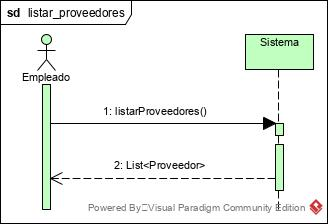 sd listar_proveedores
Empleado
Sistema
1: listarProveedores()
2: List<Proveedor>
Powered By Visual Paradigm Community Edition